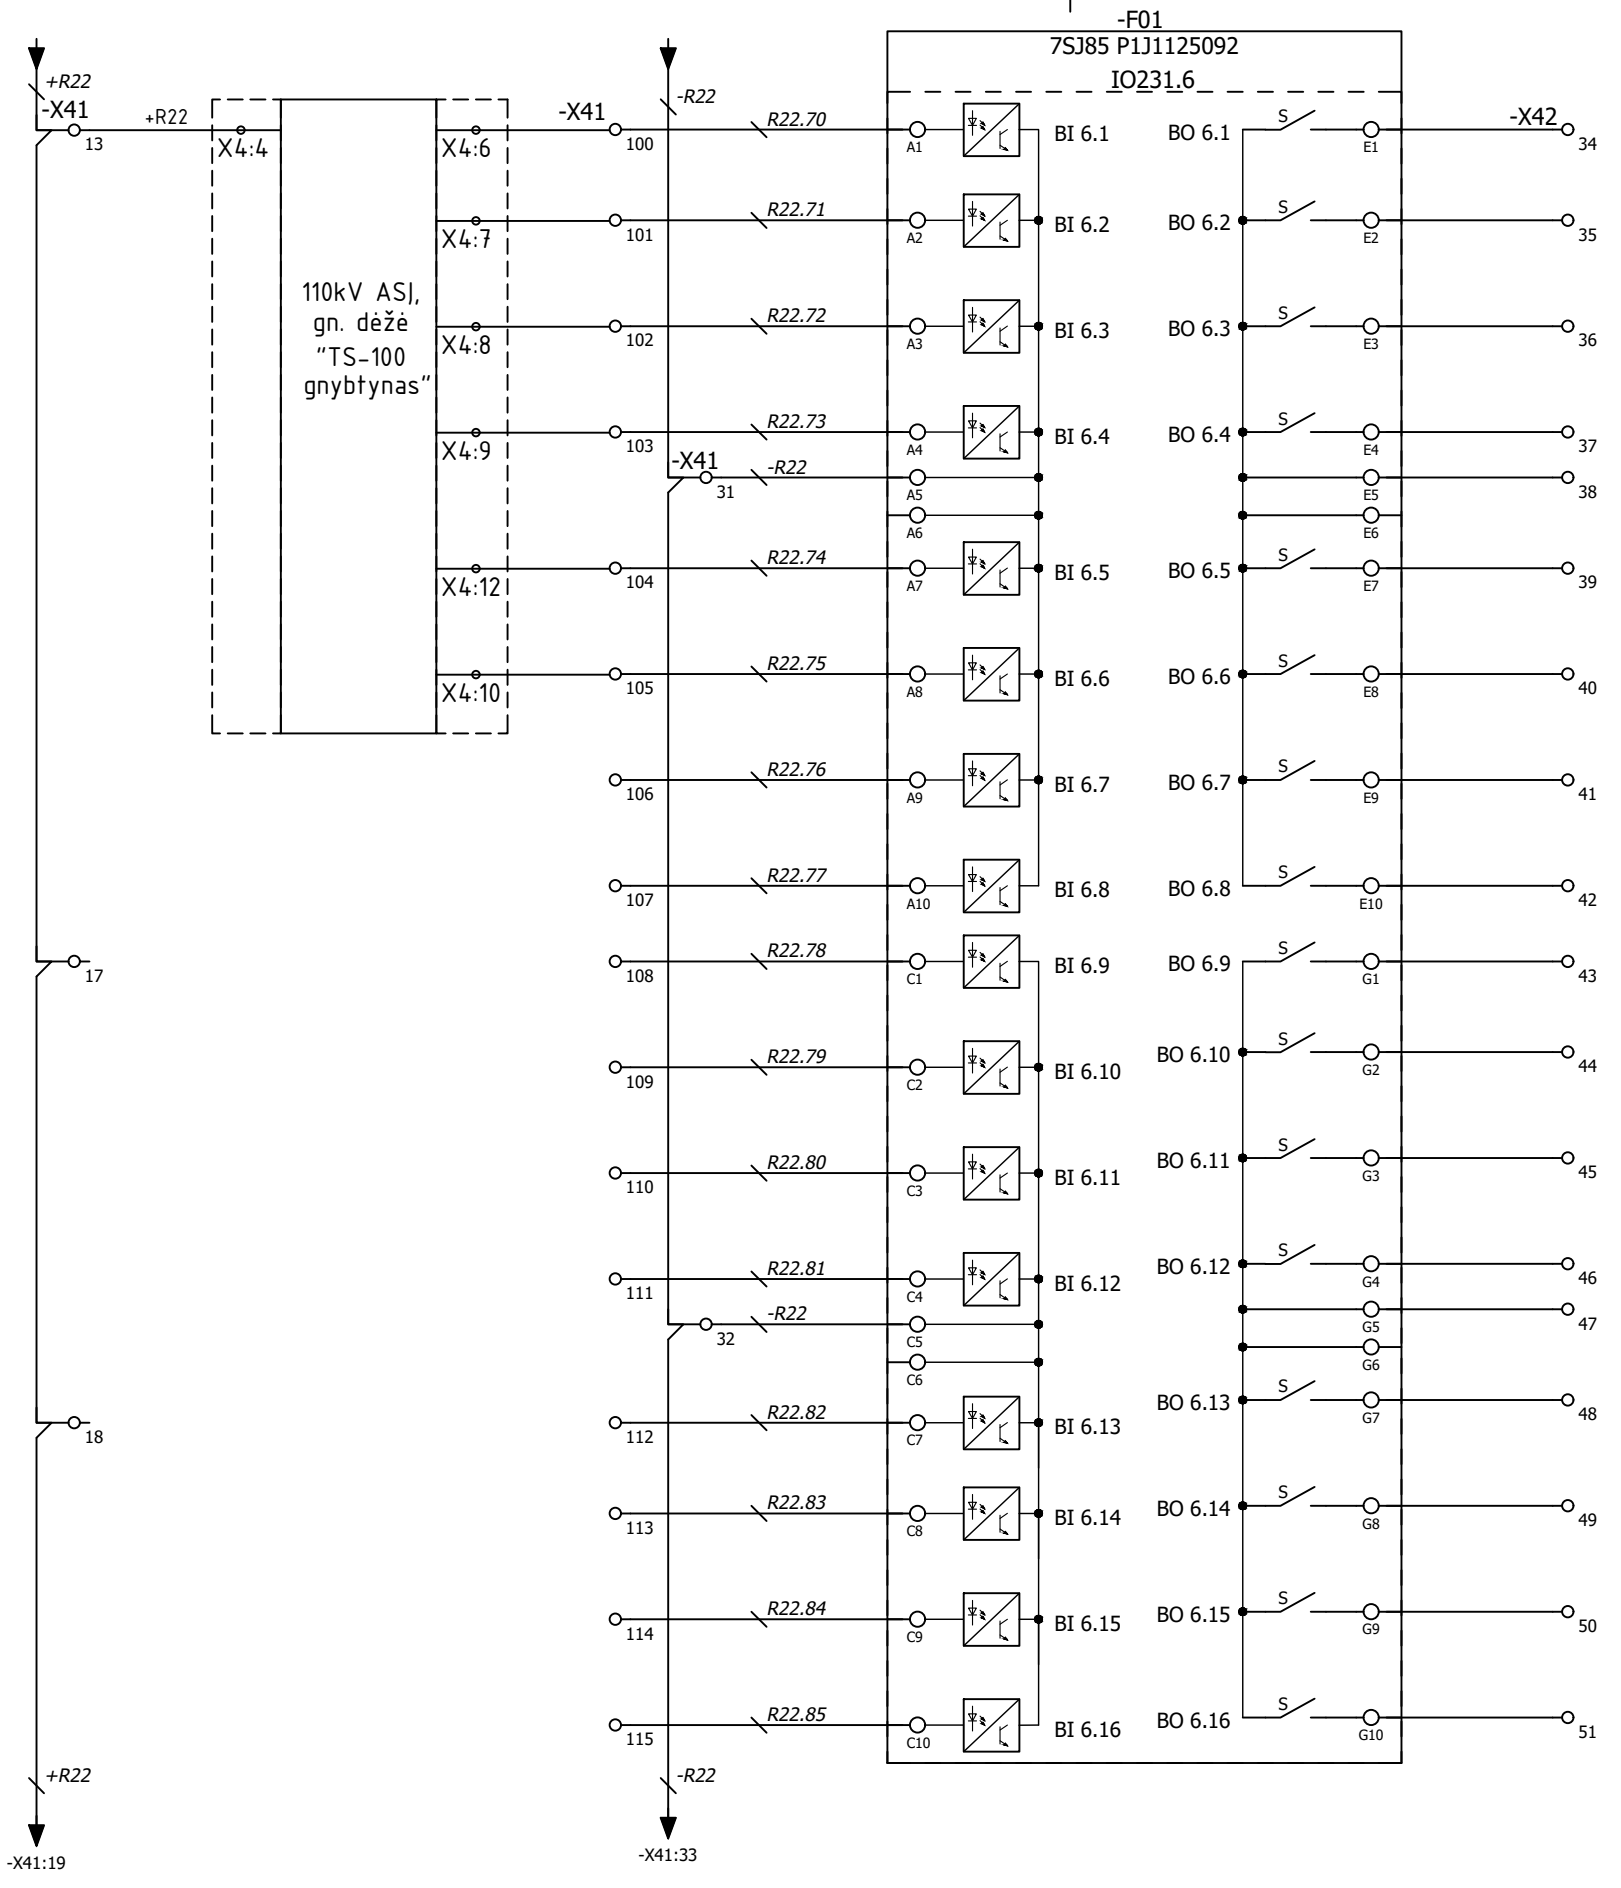 -F01
7SJ85 P1J1125092
IO231.6
+R22
-X41
13
+R22
X4:4
X4:6
-X41
100
-R22
R22.70
A1
BI 6.1
BO 6.1
S
E1
-X42
34
X4:7
101
R22.71
A2
BI 6.2
BO 6.2
S
E2
35
110kV ASĮ,
gn. dėžė
"TS-100
gnybtynas"
X4:8
102
R22.72
A3
BI 6.3
BO 6.3
S
E3
36
X4:9
103
R22.73
A4
BI 6.4
BO 6.4
S
E4
37
-X41
31
-R22
A5
E5
38
A6
E6
X4:12
104
R22.74
A7
BI 6.5
BO 6.5
S
E7
39
X4:10
105
R22.75
A8
BI 6.6
BO 6.6
S
E8
40
106
R22.76
A9
BI 6.7
BO 6.7
S
E9
41
107
R22.77
A10
BI 6.8
BO 6.8
S
E10
42
17
108
R22.78
C1
BI 6.9
BO 6.9
S
G1
43
109
R22.79
C2
BI 6.10
BO 6.10
S
G2
44
110
R22.80
C3
BI 6.11
BO 6.11
S
G3
45
111
R22.81
C4
BI 6.12
BO 6.12
S
G4
46
32
-R22
C5
G5
47
C6
G6
18
112
R22.82
C7
BI 6.13
BO 6.13
S
G7
48
113
R22.83
C8
BI 6.14
BO 6.14
S
G8
49
114
R22.84
C9
BI 6.15
BO 6.15
S
G9
50
115
R22.85
C10
BI 6.16
BO 6.16
S
G10
51
+R22
-R22
-X41:19
-X41:33